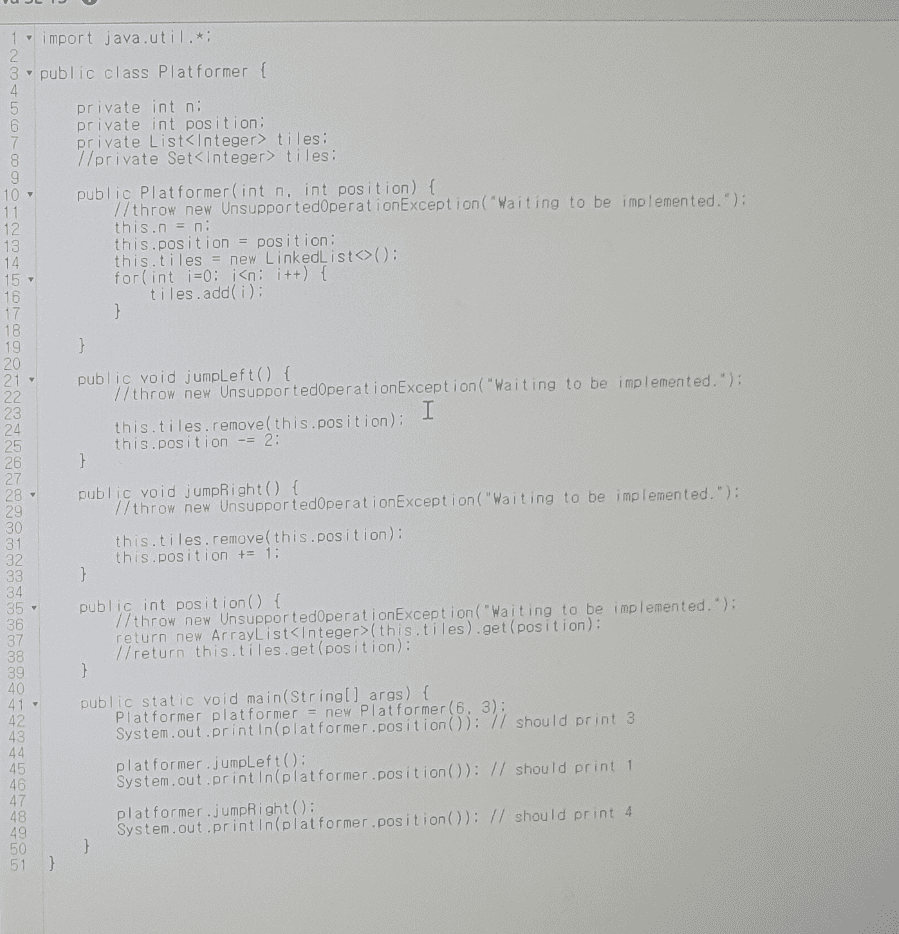 1 import java.util.*;
2
3 public class Platformer {
4
5     private int n;
6     private int position;
7     private List<Integer> tiles;
8     //private Set<integer> tiles;
9
10     public Platformer(int n, int position) {
11         //throw new UnsupportedOperationException("Waiting to be implemented.");
12         this.n = n;
13         this.position = position;
14         this.tiles = new LinkedList<>();
15         for(int i=0; i<n; i++) {
16             tiles.add(i);
17         }
18
19     }
20
21     public void jumpLeft() {
22         //throw new UnsupportedOperationException("Waiting to be implemented.");
23
24         this.tiles.remove(this.position);
25         this.position -= 2;
26     }
27
28     public void jumpRight() {
29         //throw new UnsupportedOperationException("Waiting to be implemented.");
30
31         this.tiles.remove(this.position);
32         this.position += 1;
33     }
34
35     public int position() {
36         //throw new UnsupportedOperationException("Waiting to be implemented.");
37         return new ArrayList<Integer>(this.tiles).get(position);
38         //return this.tiles.get(position);
39     }
40
41     public static void main(String[] args) {
42         Platformer platformer = new Platformer(6, 3);
43         System.out.println(platformer.position()); // should print 3
44
45         platformer.jumpLeft();
46         System.out.println(platformer.position()); // should print 1
47
48         platformer.jumpRight();
49         System.out.println(platformer.position()); // should print 4
50     }
51 }